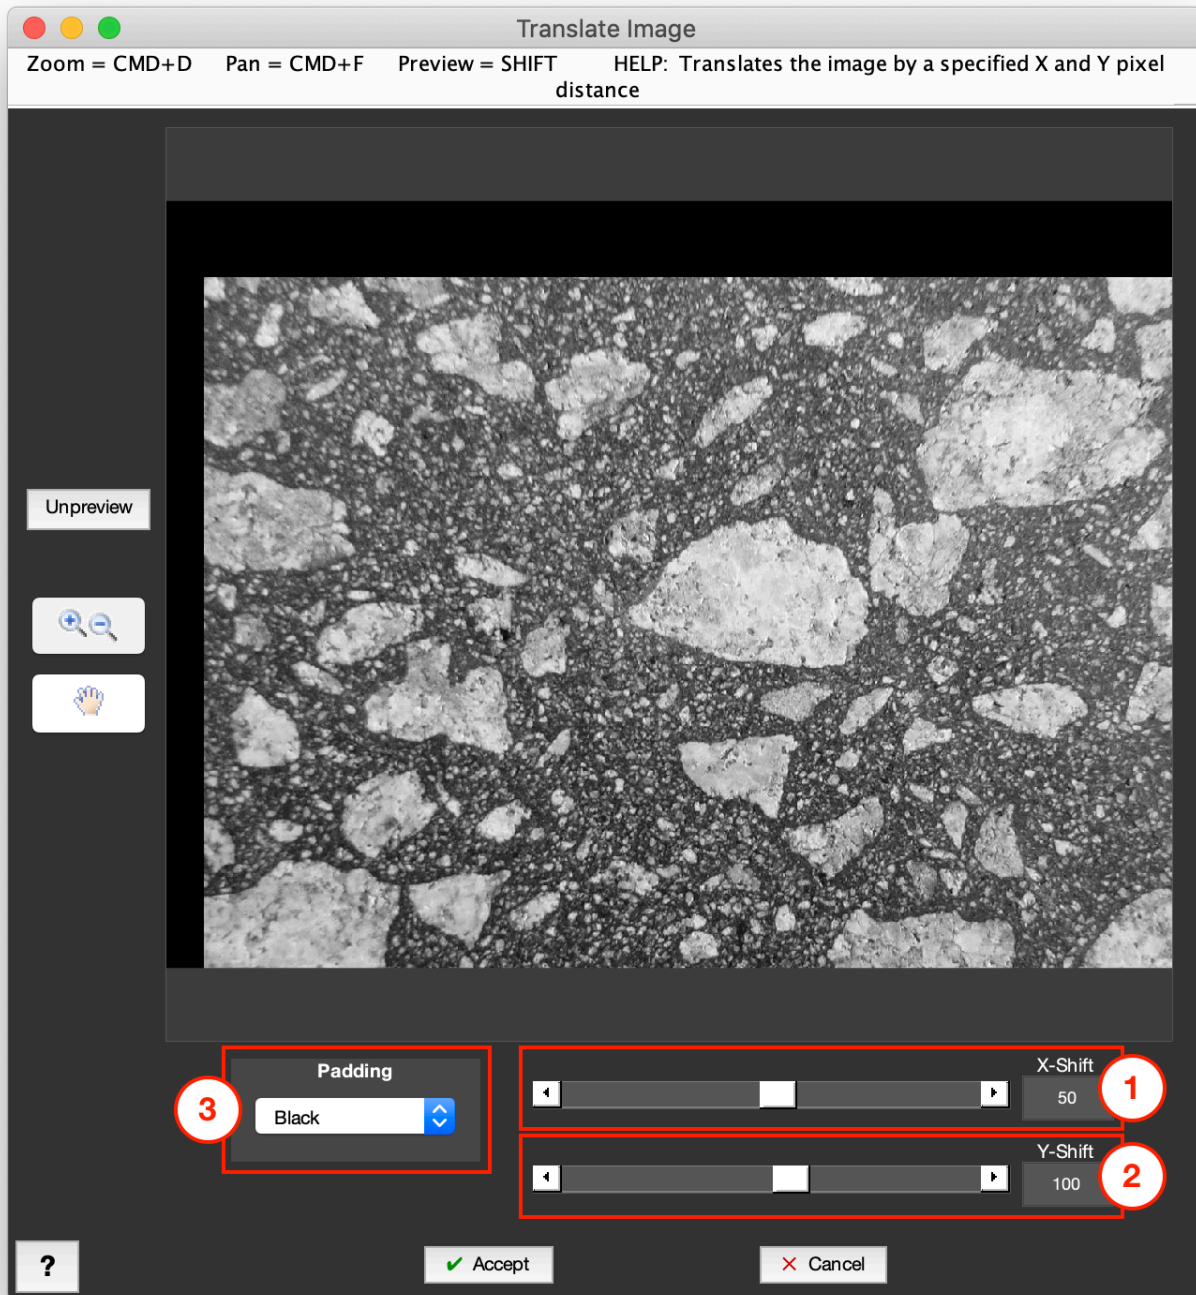 Translate Image
Zoom = CMD+D Pan = CMD+F Preview = SHIFT HELP: Translates the image by a specified X and Y pixel
distance
Unpreview
Padding
Black
3
X-Shift
50
1
Y-Shift
100
2
?
Accept
Cancel